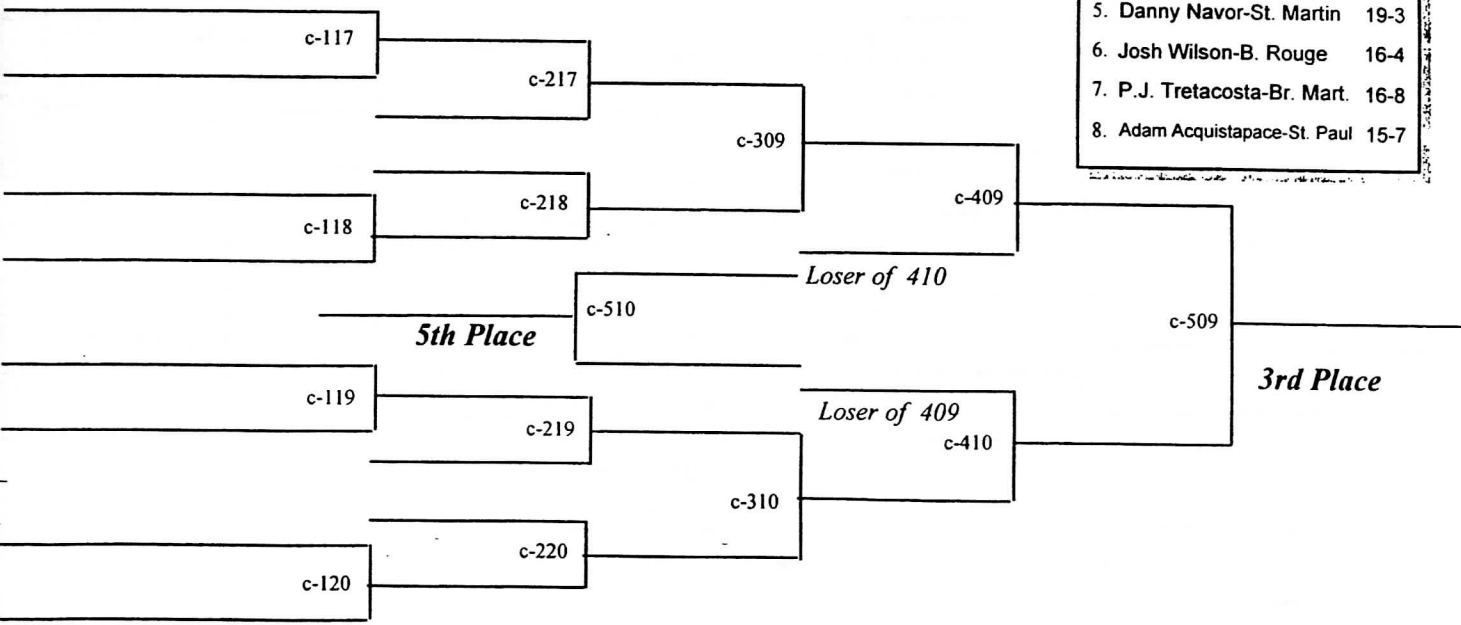 5. Danny Navor-St. Martin 19-3
6. Josh Wilson-B. Rouge 16-4
7. P.J. Tretacosta-Br. Mart. 16-8
8. Adam Acquistapace-St. Paul 15-7
c-117
c-217
c-309
c-218
c-409
c-118
Loser of 410
c-510
c-509
5th Place
3rd Place
c-119
Loser of 409
c-219
c-410
c-310
c-220
c-120